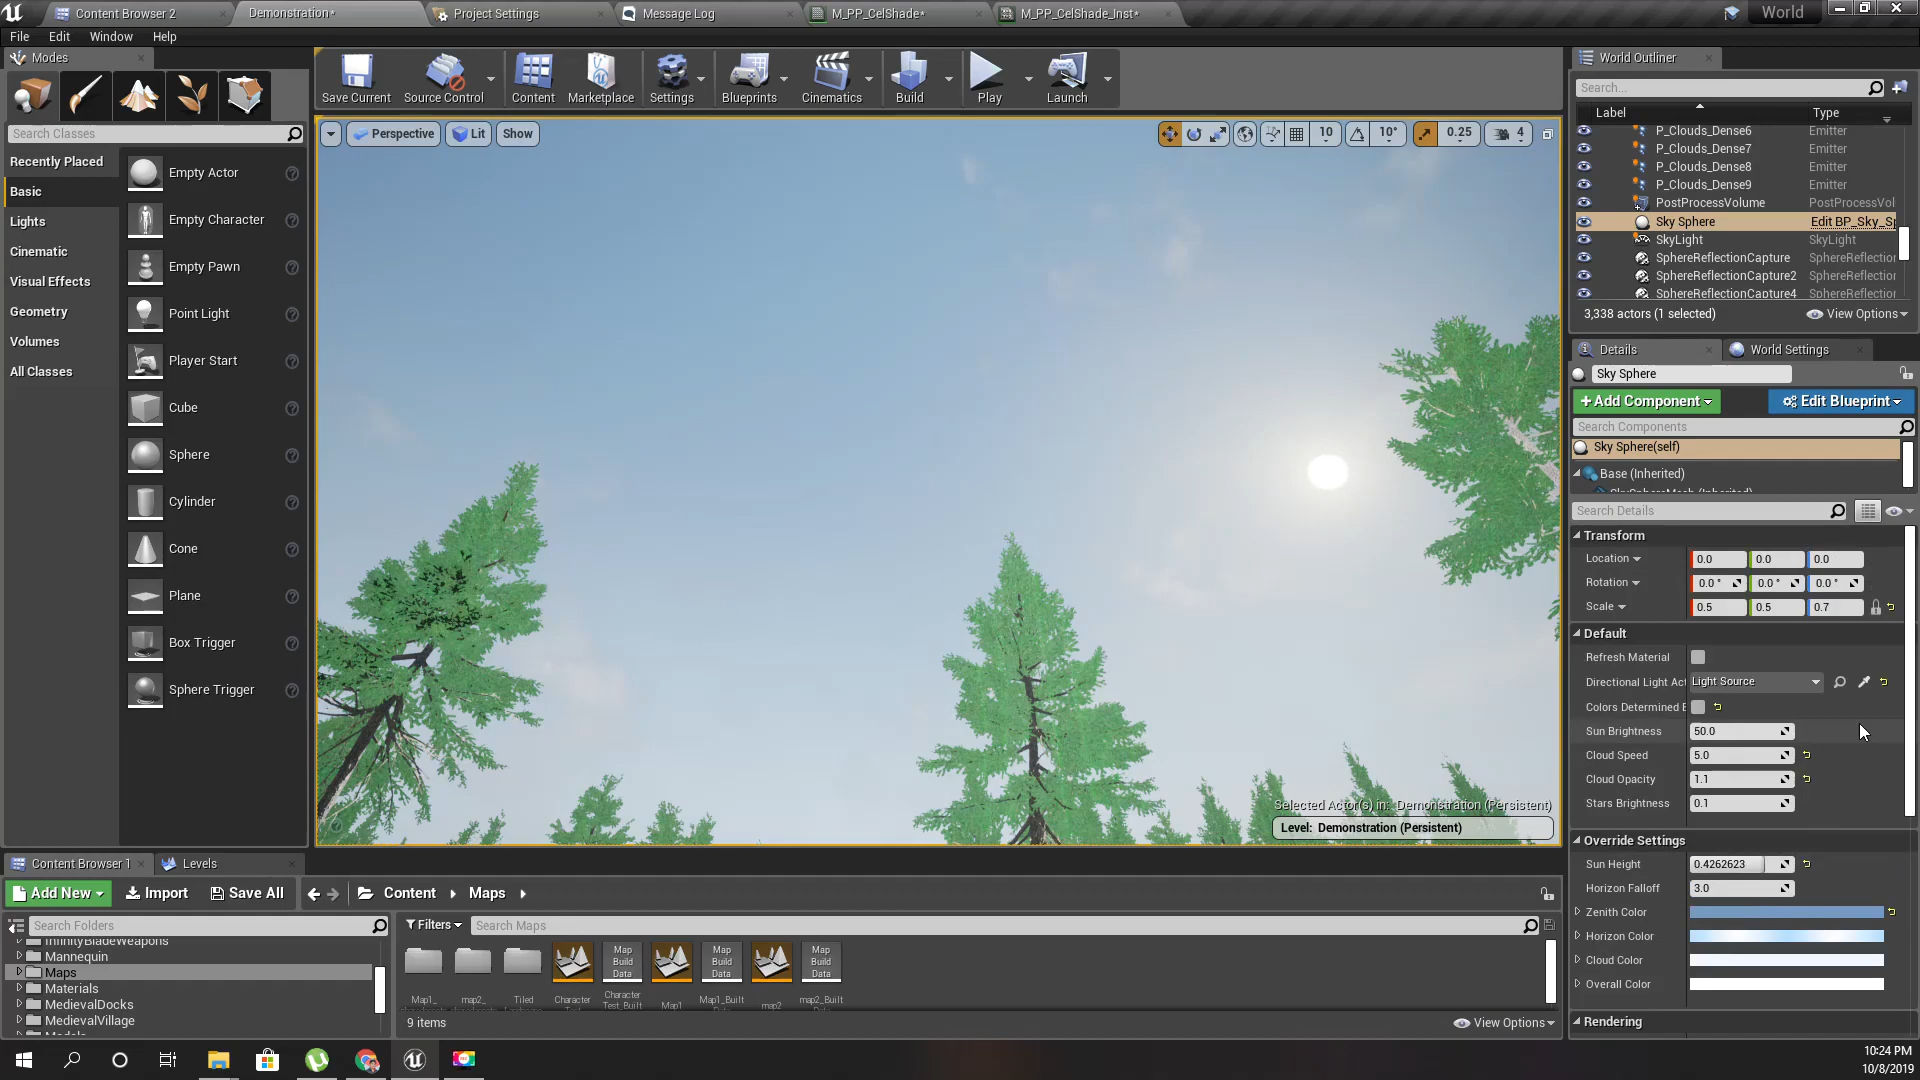 Content Browser 2
Demonstration*
Project Settings
Message Log
M_PP_CelShade*
M_PP_CelShade_Inst*
World
File
Edit
Window
Help
Modes
Save Current
Source Control
Content
Marketplace
Settings
Blueprints
Cinematics
Build
Play
Launch
Search Classes
Recently Placed
Basic
Lights
Cinematic
Visual Effects
Geometry
Volumes
All Classes
Empty Actor
Empty Character
Empty Pawn
Point Light
Player Start
Cube
Sphere
Cylinder
Cone
Plane
Box Trigger
Sphere Trigger
Perspective
Lit
Show
10
10°
0.25
4
Selected Actor(s) in: Demonstration (Persistent)
Level: Demonstration (Persistent)
World Outliner
Search...
Label
Type
P_Clouds_Dense6 Emitter
P_Clouds_Dense7 Emitter
P_Clouds_Dense8 Emitter
P_Clouds_Dense9 Emitter
PostProcessVolume PostProcessVol
Sky Sphere Edit BP_Sky_Sp
SkyLight SkyLight
SphereReflectionCapture SphereReflection
SphereReflectionCapture2 SphereReflection
SphereReflectionCapture4 SphereReflection
3,338 actors (1 selected)
View Options
Details
World Settings
Sky Sphere
+Add Component
Edit Blueprint
Search Components
Sky Sphere(self)
Base (Inherited)
SkySphereMesh (Inherited)
Search Details
Transform
Location 0.0 0.0 0.0
Rotation 0.0 ° 0.0 ° 0.0 °
Scale 0.5 0.5 0.7
Default
Refresh Material
Directional Light Act Light Source
Colors Determined B
Sun Brightness 50.0
Cloud Speed 5.0
Cloud Opacity 1.1
Stars Brightness 0.1
Override Settings
Sun Height 0.4262623
Horizon Falloff 3.0
Zenith Color
Horizon Color
Cloud Color
Overall Color
Rendering
Content Browser 1
Levels
Add New
Import
Save All
Content
Maps
Search Folders
InfinityBladeWeapons
Mannequin
Maps
Materials
MedievalDocks
MedievalVillage
Filters
Search Maps
Map
Build
Data
Map
Build
Data
Map
Build
Data
Map1_
map2_
Tiled
Character
Character
Test_Built
Map1
Map1_Built
map2
map2_Built
9 items
View Options
10:24 PM
10/8/2019